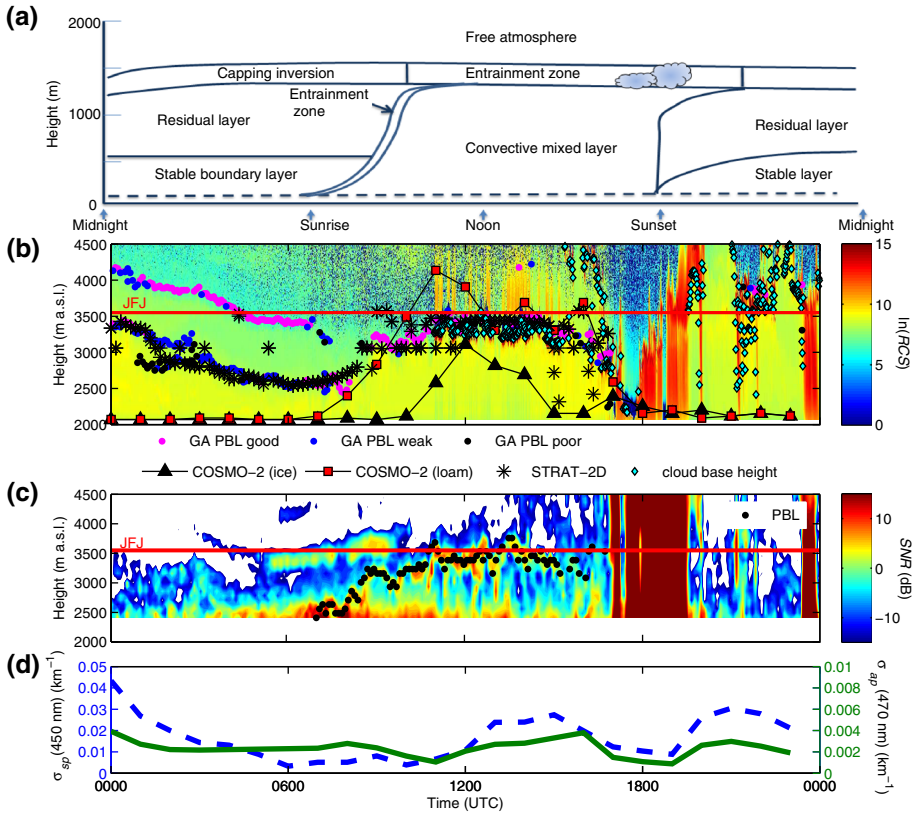 (a)
2000
1000
0
Height (m)
Free atmosphere
Capping inversion
Entrainment zone
Entrainment
zone
Residual layer
Convective mixed layer
Residual layer
Stable boundary layer
Stable layer
Midnight
Sunrise
Noon
Sunset
Midnight
(b)
4500
4000
3500
3000
2500
2000
Height (m a.s.l.)
JFJ
15
10
5
0
ln(RCS)
GA PBL good
GA PBL weak
GA PBL poor
COSMO-2 (ice)
COSMO-2 (loam)
STRAT-2D
cloud base height
(c)
4500
4000
3500
3000
2500
2000
Height (m a.s.l.)
JFJ
PBL
10
0
−10
SNR (dB)
(d)
0.05
0.04
0.03
0.02
0.01
0
σsp (450 nm) (km−1)
0.01
0.008
0.006
0.004
0.002
0
σap (470 nm) (km−1)
0000
0600
1200
1800
0000
Time (UTC)